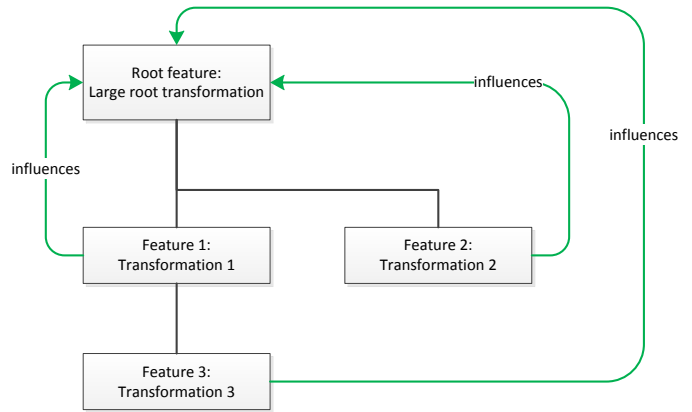 Root feature:
Large root transformation
influences
influences
influences
Feature 1:
Transformation 1
Feature 2:
Transformation 2
Feature 3:
Transformation 3